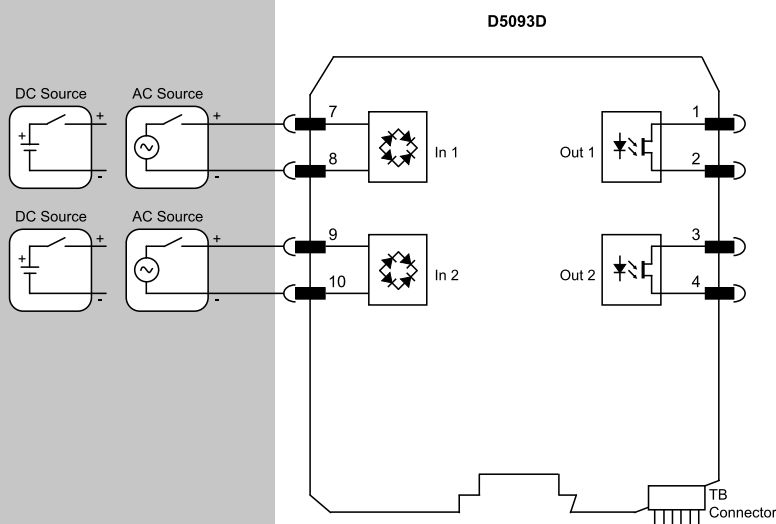 D5093D
DC Source AC Source
+ +
+
- -
7
8
In 1
1
2
Out 1
DC Source AC Source
+ +
+
- -
9
10
In 2
3
4
Out 2
TB
Connector